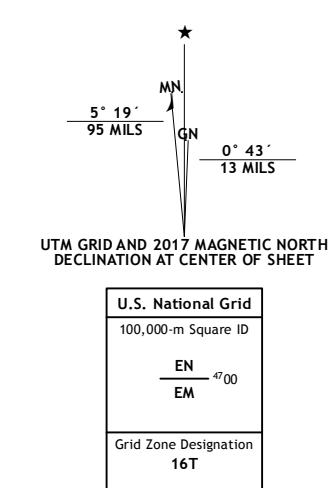 MN.
5° 19´
95 MILS
GN
0° 43´
13 MILS
UTM GRID AND 2017 MAGNETIC NORTH
DECLINATION AT CENTER OF SHEET
U.S. National Grid
100,000-m Square ID
EN
4700
EM
Grid Zone Designation
16T